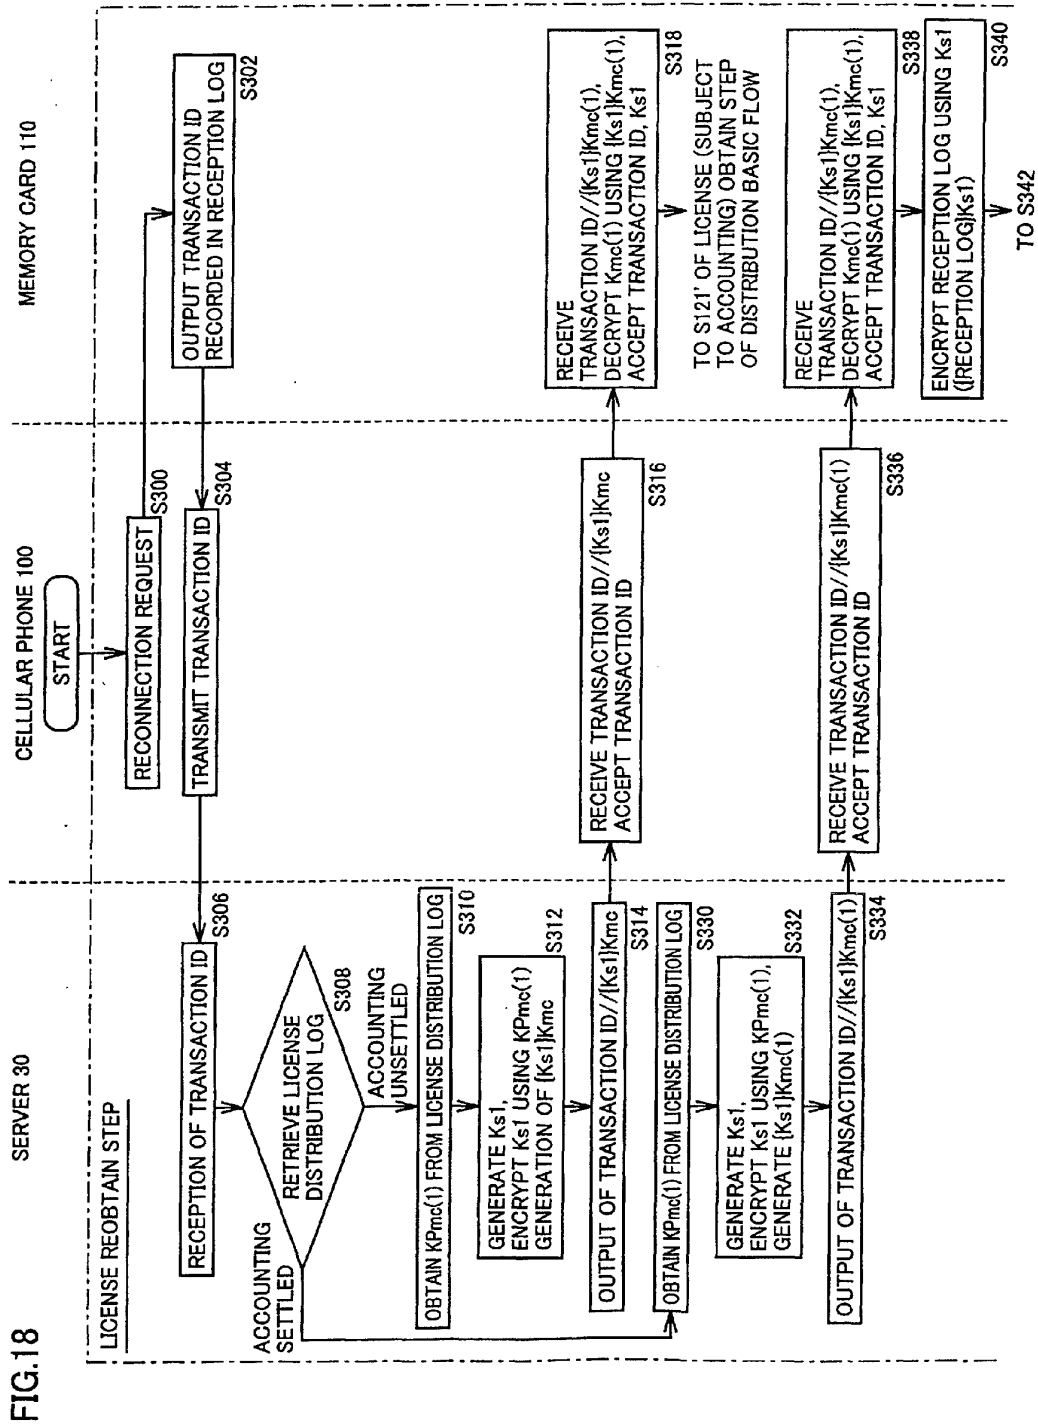 FIG.18
SERVER 30
CELLULAR PHONE 100
MEMORY CARD 110
LICENSE REOBTAIN STEP
START
RECONNECTION REQUEST
S300
OUTPUT TRANSACTION ID
RECORDED IN RECEPTION LOG
S302
TRANSMIT TRANSACTION ID
S304
RECEPTION OF TRANSACTION ID
S306
RETRIEVE LICENSE
DISTRIBUTION LOG
S308
ACCOUNTING
SETTLED
ACCOUNTING
UNSETTLED
OBTAIN KPmc(1) FROM LICENSE DISTRIBUTION LOG
S310
GENERATE Ks1,
ENCRYPT Ks1 USING KPmc(1)
GENERATION OF {Ks1}Kmc
S312
OUTPUT OF TRANSACTION ID//{Ks1}Kmc
S314
RECEIVE TRANSACTION ID//{Ks1}Kmc
ACCEPT TRANSACTION ID
S316
RECEIVE
TRANSACTION ID//{Ks1}Kmc(1),
DECRYPT Kmc(1) USING {Ks1}Kmc(1),
ACCEPT TRANSACTION ID, Ks1
S318
TO S121' OF LICENSE (SUBJECT
TO ACCOUNTING) OBTAIN STEP
OF DISTRIBUTION BASIC FLOW
OBTAIN KPmc(1) FROM LICENSE DISTRIBUTION LOG
S330
GENERATE Ks1,
ENCRYPT Ks1 USING KPmc(1),
GENERATE {Ks1}Kmc(1)
S332
OUTPUT OF TRANSACTION ID//{Ks1}Kmc(1)
S334
RECEIVE TRANSACTION ID//{Ks1}Kmc(1)
ACCEPT TRANSACTION ID
S336
RECEIVE
TRANSACTION ID//{Ks1}Kmc(1),
DECRYPT Kmc(1) USING {Ks1}Kmc(1),
ACCEPT TRANSACTION ID, Ks1
S338
ENCRYPT RECEPTION LOG USING Ks1
({RECEPTION LOG}Ks1)
S340
TO S342